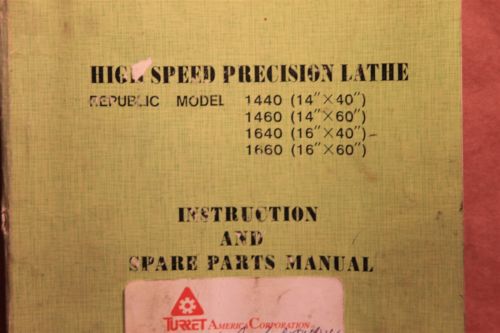 HIGH SPEED PRECISION LATHE
REPUBLIC MODEL 1440 (14"×40")
1460 (14"×60")
1640 (16"×40")
1660 (16"×60")
INSTRUCTION
AND
SPARE PARTS MANUAL
TURRET AMERICA CORPORATION